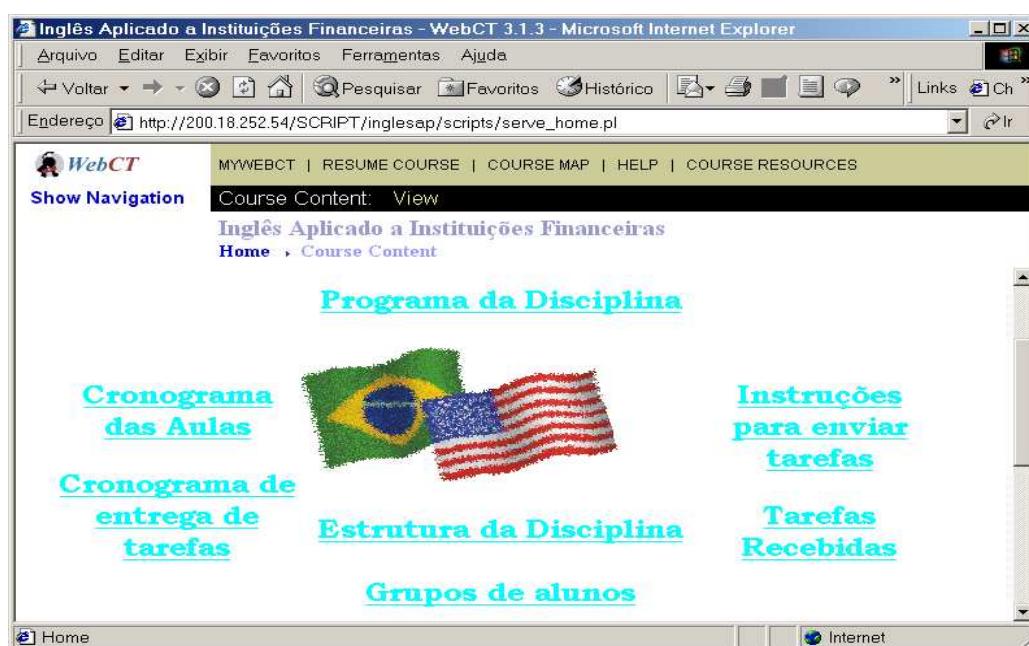 Inglês Aplicado a Instituições Financeiras - WebCT 3.1.3 - Microsoft Internet Explorer
Arquivo Editar Exibir Favoritos Ferramentas Ajuda
Voltar Pesquisar Favoritos Histórico » Links Ch »
Endereço http://200.18.252.54/SCRIPT/inglesap/scripts/serve_home.pl Ir
WebCT MYWEBCT | RESUME COURSE | COURSE MAP | HELP | COURSE RESOURCES
Show Navigation Course Content: View
Inglês Aplicado a Instituições Financeiras
Home Course Content
Programa da Disciplina
Cronograma
das Aulas
Instruções
para enviar
tarefas
Cronograma de
entrega de
tarefas
Estrutura da Disciplina
Tarefas
Recebidas
Grupos de alunos
Home Internet